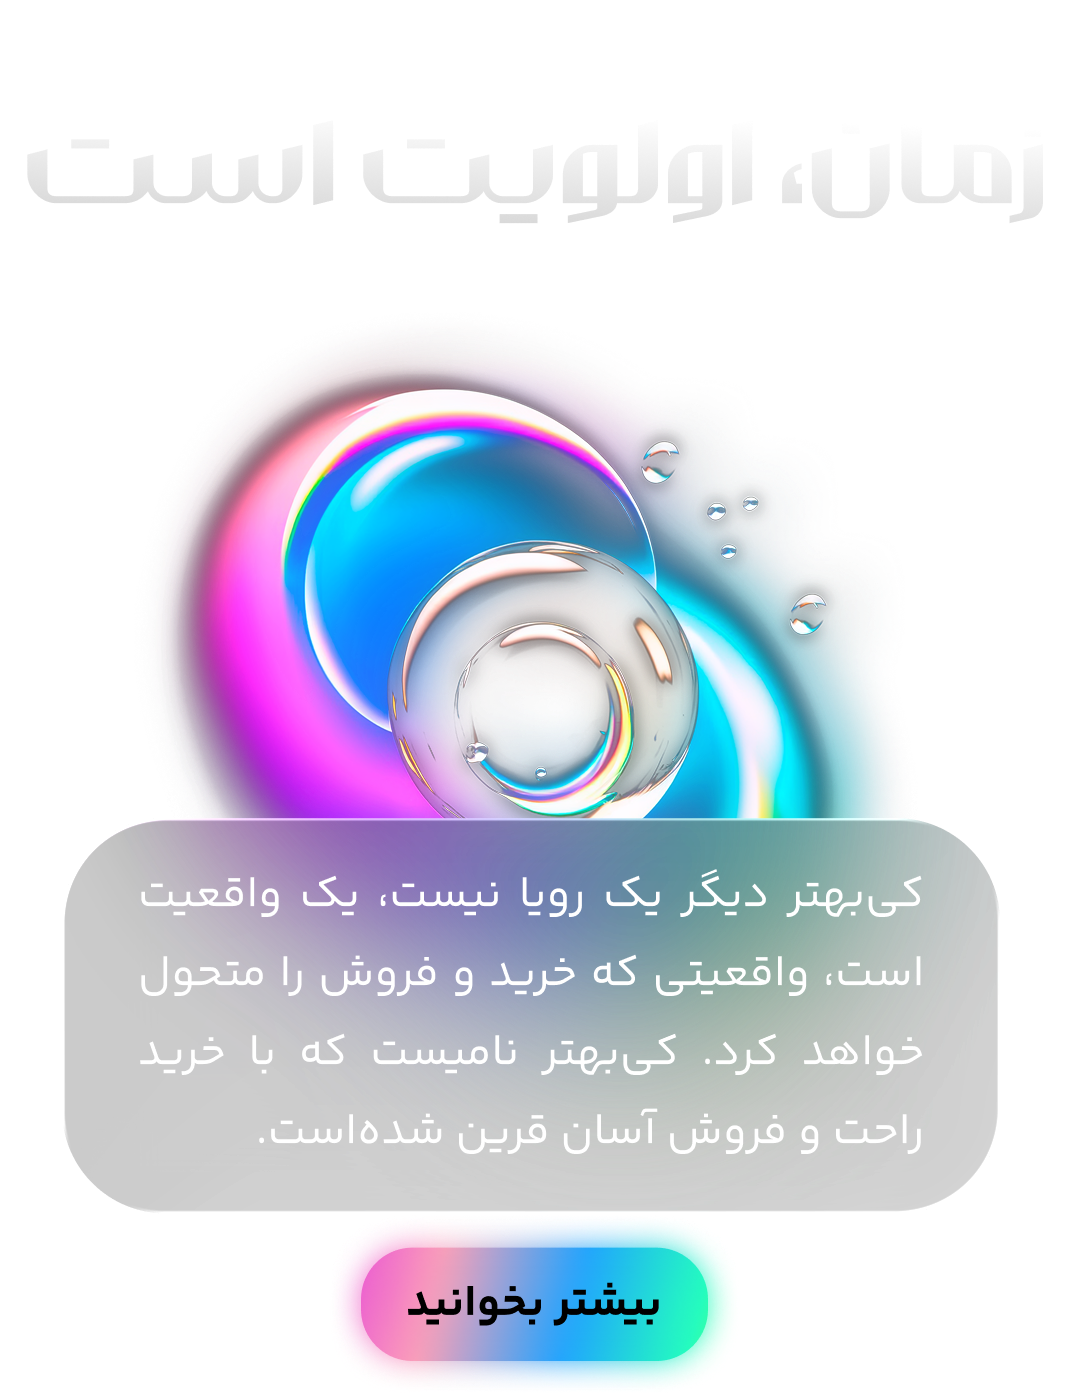 زمان، اولویت است
کی‌بهتر دیگر یک رویا نیست، یک واقعیت
است، واقعیتی که خرید و فروش را متحول
خواهد کرد. کی‌بهتر نامیست که با خرید
راحت و فروش آسان قرین شده‌است.
بیشتر بخوانید